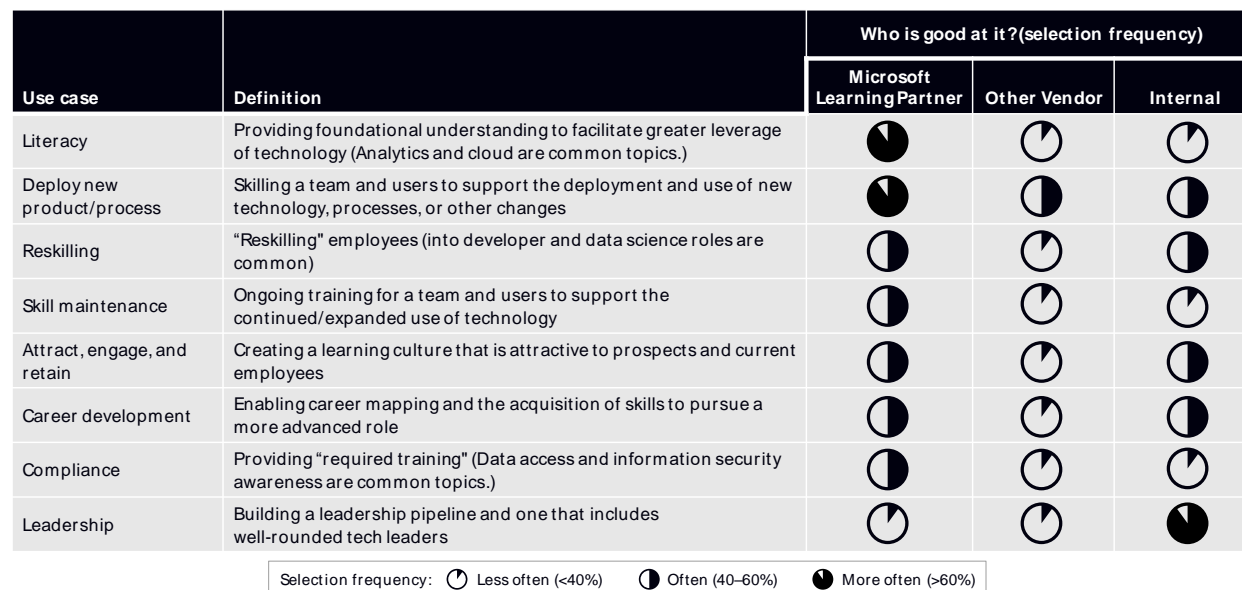 Who is good at it?(selection frequency)
Use case
Definition
Microsoft
Learning Partner
Other Vendor
Internal
Literacy
Providing foundational understanding to facilitate greater leverage
of technology (Analytics and cloud are common topics.)
Deploy new
product/process
Skilling a team and users to support the deployment and use of new
technology, processes, or other changes
Reskilling
“Reskilling" employees (into developer and data science roles are
common)
Skill maintenance
Ongoing training for a team and users to support the
continued/expanded use of technology
Attract, engage, and
retain
Creating a learning culture that is attractive to prospects and current
employees
Career development
Enabling career mapping and the acquisition of skills to pursue a
more advanced role
Compliance
Providing “required training" (Data access and information security
awareness are common topics.)
Leadership
Building a leadership pipeline and one that includes
well-rounded tech leaders
Selection frequency: Less often (<40%) Often (40–60%) More often (>60%)